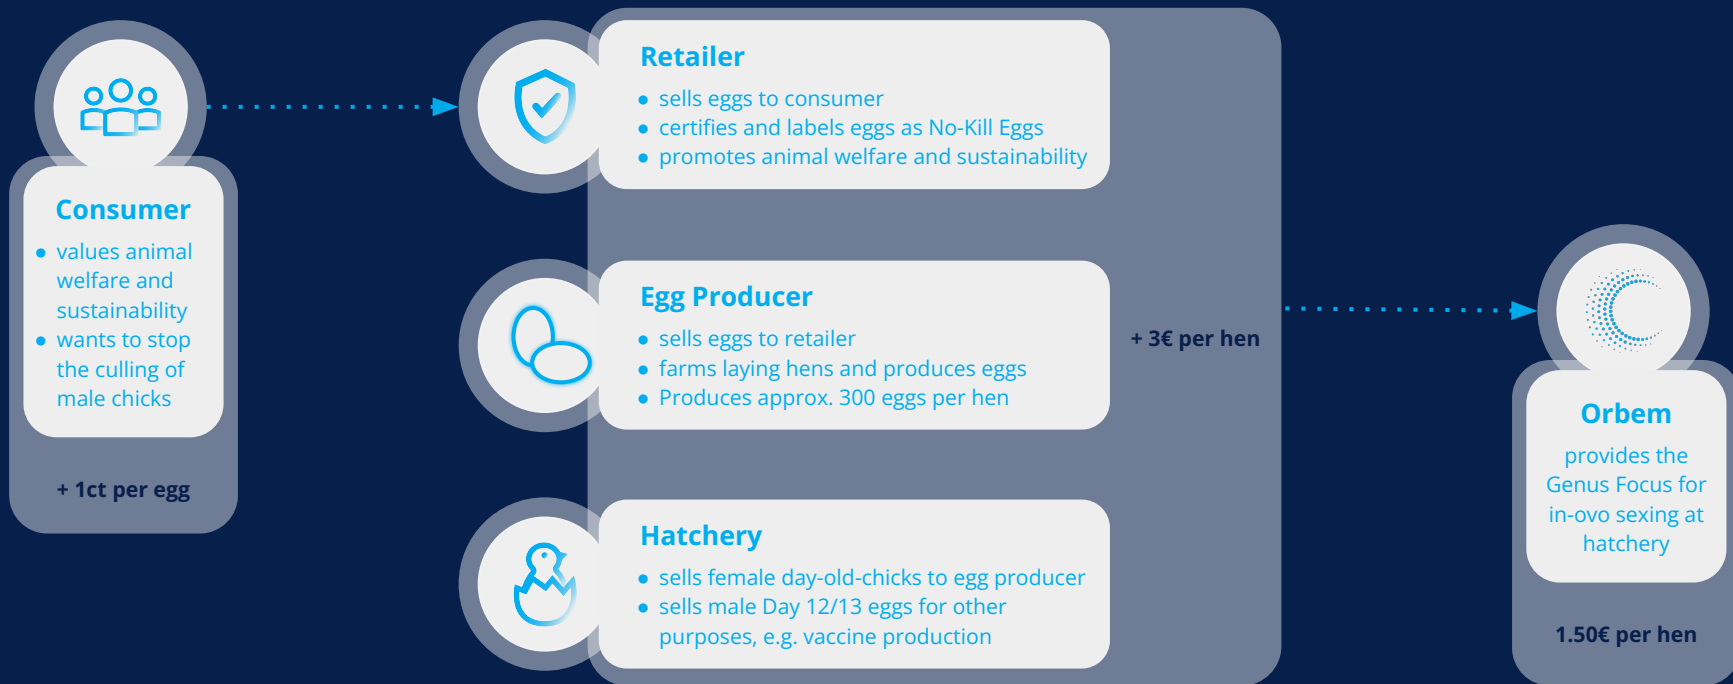 Consumer
● values animal
welfare and
sustainability
● wants to stop
the culling of
male chicks
+ 1ct per egg
Retailer
● sells eggs to consumer
● certifies and labels eggs as No-Kill Eggs
● promotes animal welfare and sustainability
Egg Producer
● sells eggs to retailer
● farms laying hens and produces eggs
● Produces approx. 300 eggs per hen
Hatchery
● sells female day-old-chicks to egg producer
● sells male Day 12/13 eggs for other
purposes, e.g. vaccine production
+ 3€ per hen
Orbem
provides the
Genus Focus for
in-ovo sexing at
hatchery
1.50€ per hen